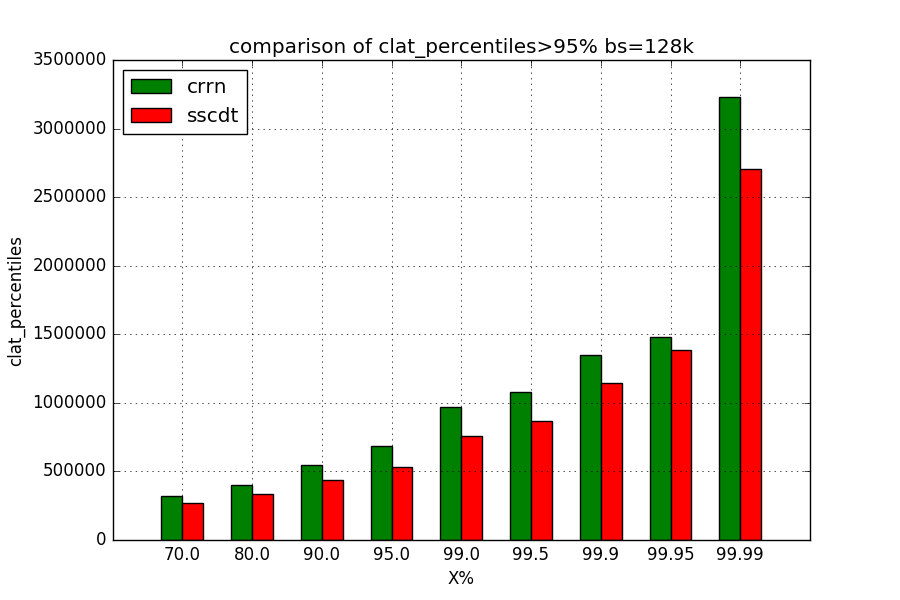 comparison of clat_percentiles>95% bs=128k
crrn
sscdt
clat_percentiles
3500000
3000000
2500000
2000000
1500000
1000000
500000
0
70.0 80.0 90.0 95.0 99.0 99.5 99.9 99.95 99.99
X%